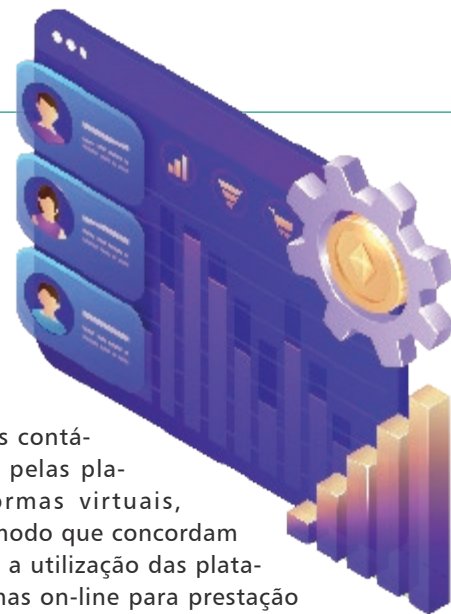 s contá-
pelas pla-
ormas virtuais,
modo que concordam
a utilização das plata-
mas on-line para prestação